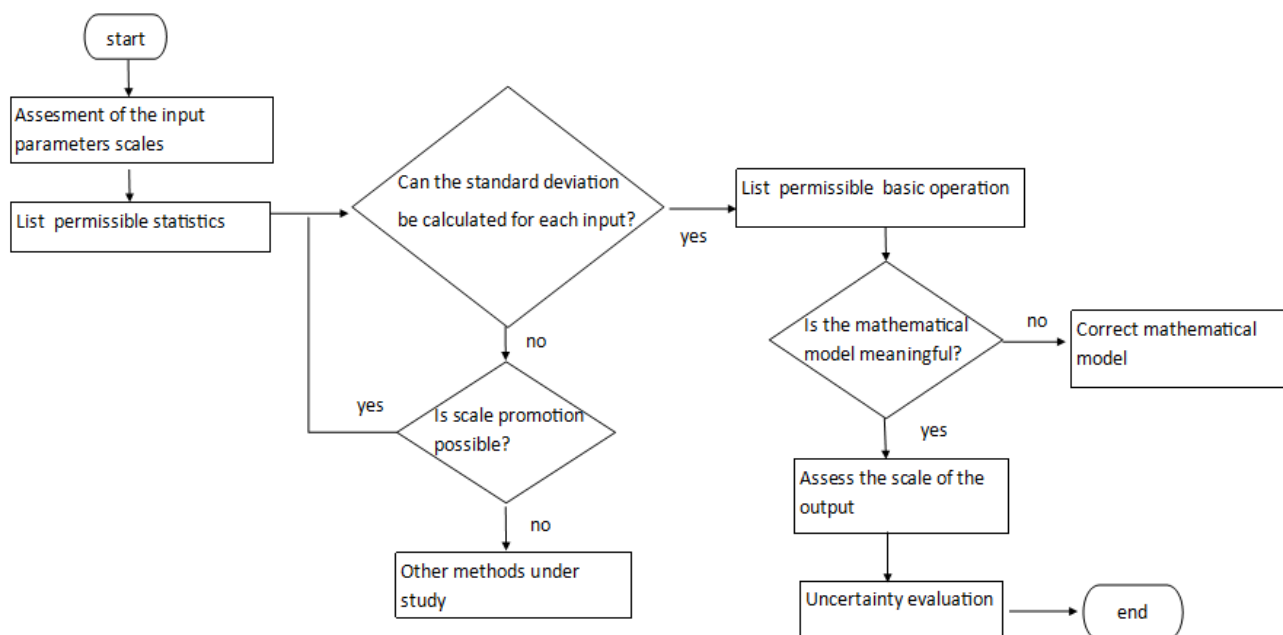 start
Assesment of the input
parameters scales
List permissible statistics
Can the standard deviation
be calculated for each input?
yes
List permissible basic operation
no
Is scale promotion
possible?
yes
no
Other methods under
study
Is the mathematical
model meaningful?
no
Correct mathematical
model
yes
Assess the scale of the
output
Uncertainty evaluation
end